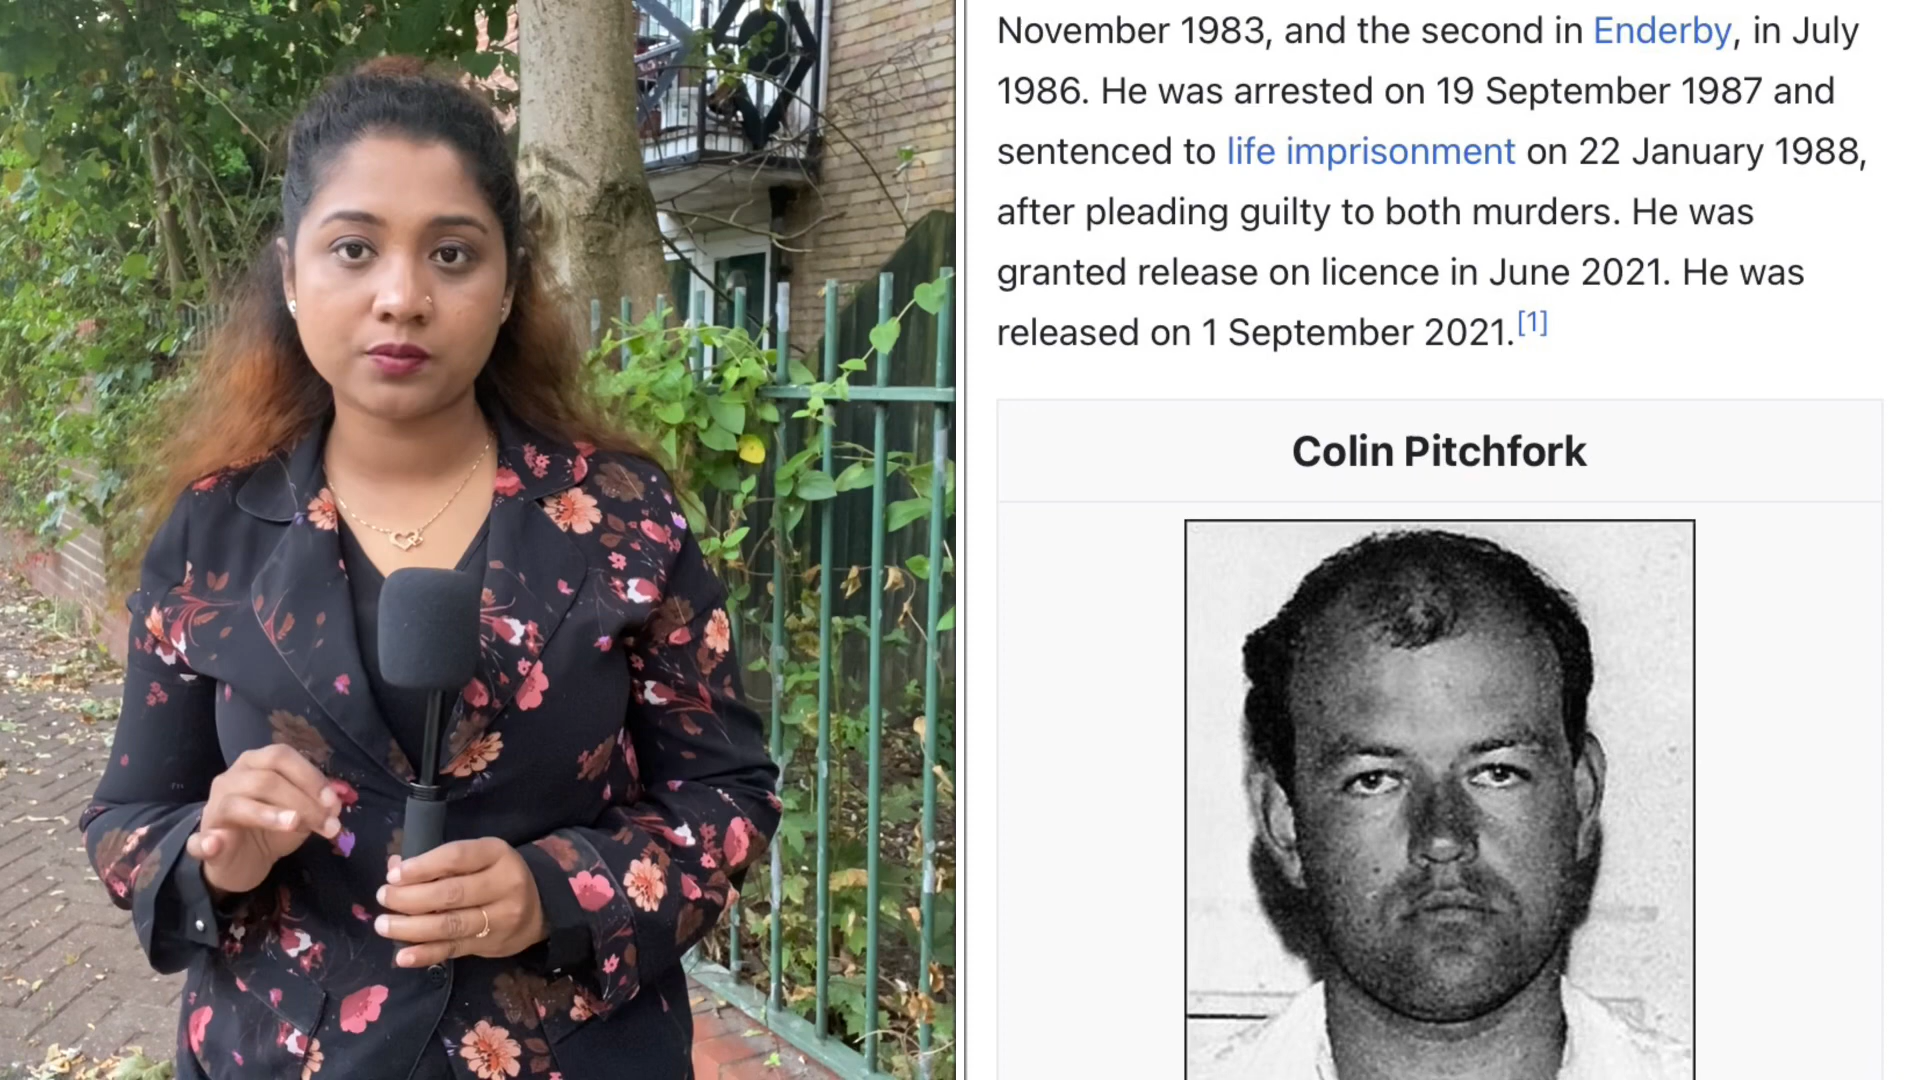 November 1983, and the second in Enderby, in July
1986. He was arrested on 19 September 1987 and
sentenced to life imprisonment on 22 January 1988,
after pleading guilty to both murders. He was
granted release on licence in June 2021. He was
released on 1 September 2021.[1]
Colin Pitchfork